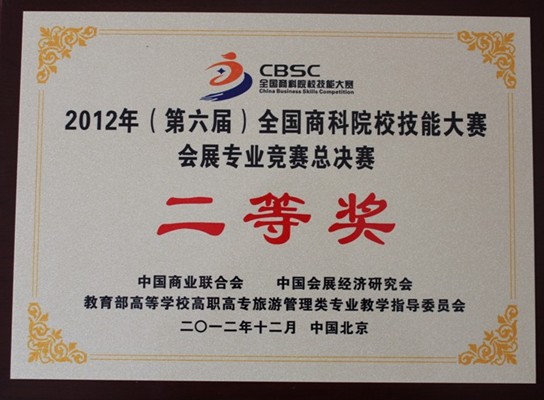 CBSC
全国商科院校技能大赛
China Business Skills Competition
2012年（第六届）全国商科院校技能大赛
会展专业竞赛总决赛
二等奖
中国商业联合会 中国会展经济研究会
教育部高等学校高职高专旅游管理类专业教学指导委员会
二〇一二年十二月 中国北京